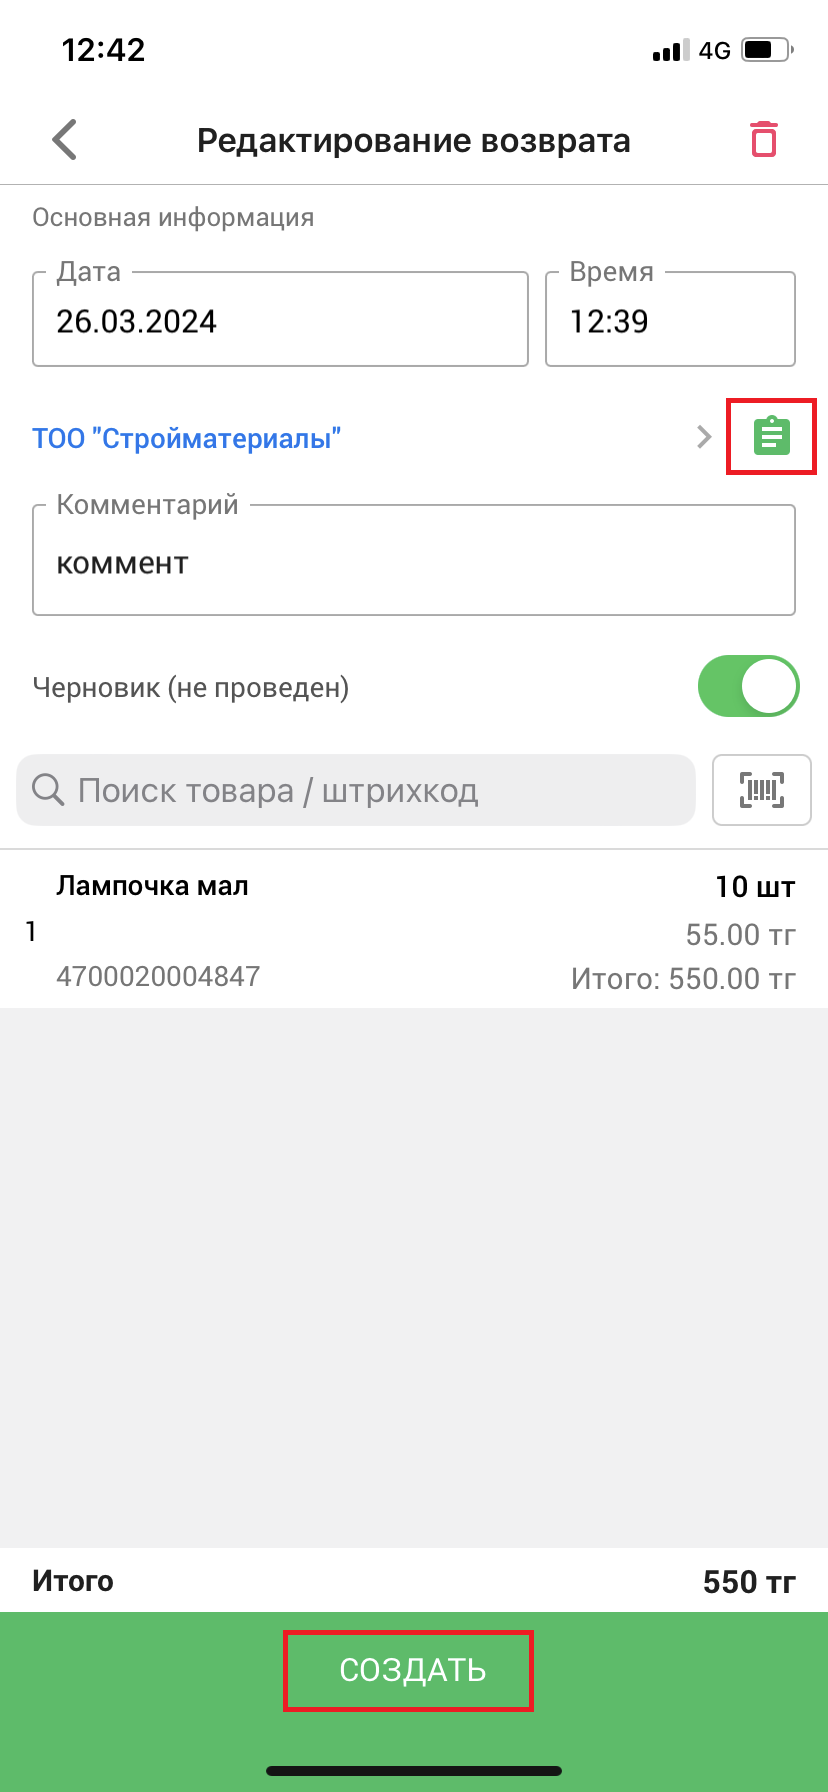 12:42
4G
Редактирование возврата
Основная информация
Дата
Время
26.03.2024
12:39
ТОО "Стройматериалы"
Комментарий
коммент
Черновик (не проведен)
Поиск товара / штрихкод
Лампочка мал
10 шт
1
55.00 тг
4700020004847
Итого: 550.00 тг
Итого
550 тг
СОЗДАТЬ